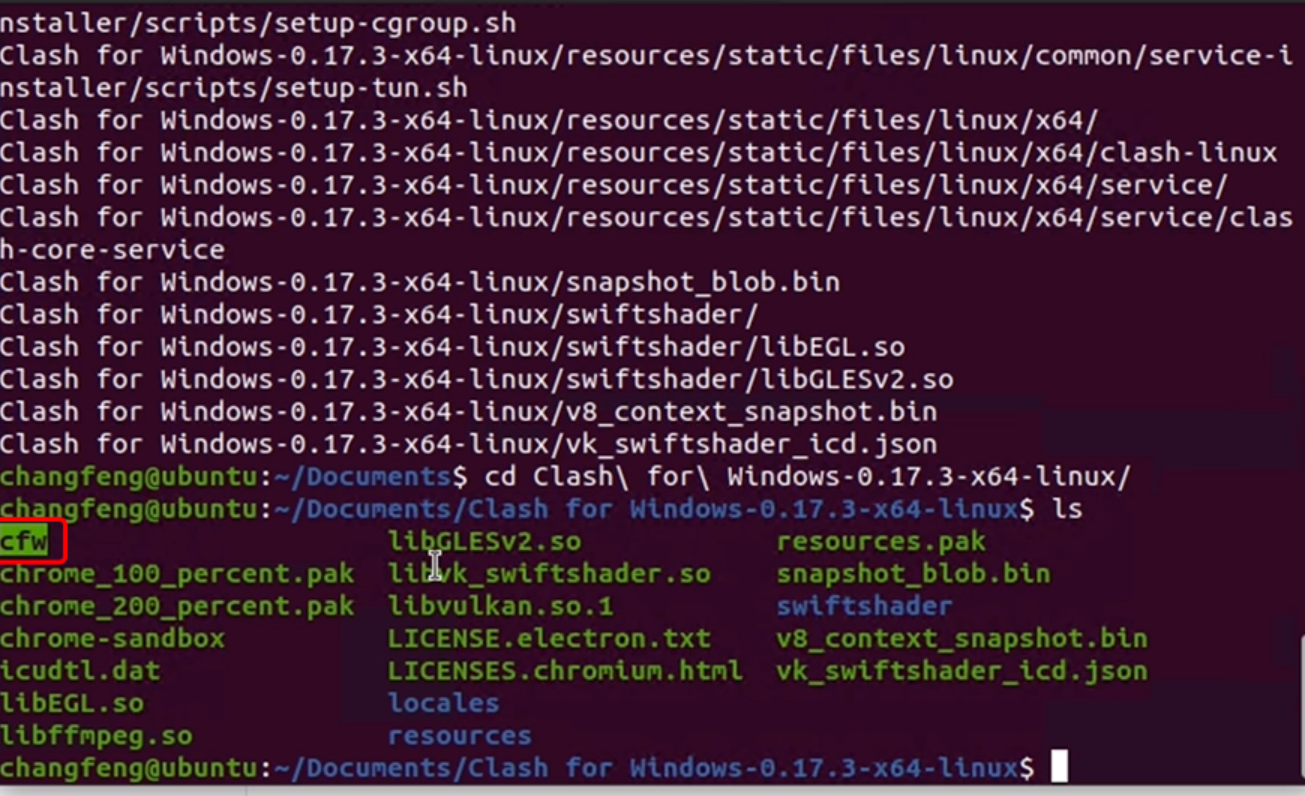 nstaller/scripts/setup-cgroup.sh
Clash for Windows-0.17.3-x64-linux/resources/static/files/linux/common/service-i
nstaller/scripts/setup-tun.sh
Clash for Windows-0.17.3-x64-linux/resources/static/files/linux/x64/
Clash for Windows-0.17.3-x64-linux/resources/static/files/linux/x64/clash-linux
Clash for Windows-0.17.3-x64-linux/resources/static/files/linux/x64/service/
Clash for Windows-0.17.3-x64-linux/resources/static/files/linux/x64/service/clas
h-core-service
Clash for Windows-0.17.3-x64-linux/snapshot_blob.bin
Clash for Windows-0.17.3-x64-linux/swiftshader/
Clash for Windows-0.17.3-x64-linux/swiftshader/libEGL.so
Clash for Windows-0.17.3-x64-linux/swiftshader/libGLESv2.so
Clash for Windows-0.17.3-x64-linux/v8_context_snapshot.bin
Clash for Windows-0.17.3-x64-linux/vk_swiftshader_icd.json
changfeng@ubuntu:~/Documents$ cd Clash\ for\ Windows-0.17.3-x64-linux/
changfeng@ubuntu:~/Documents/Clash for Windows-0.17.3-x64-linux$ ls
cfw libGLESv2.so resources.pak
chrome_100_percent.pak libvk_swiftshader.so snapshot_blob.bin
chrome_200_percent.pak libvulkan.so.1 swiftshader
chrome-sandbox LICENSE.electron.txt v8_context_snapshot.bin
icudtl.dat LICENSES.chromium.html vk_swiftshader_icd.json
libEGL.so locales
libffmpeg.so resources
changfeng@ubuntu:~/Documents/Clash for Windows-0.17.3-x64-linux$